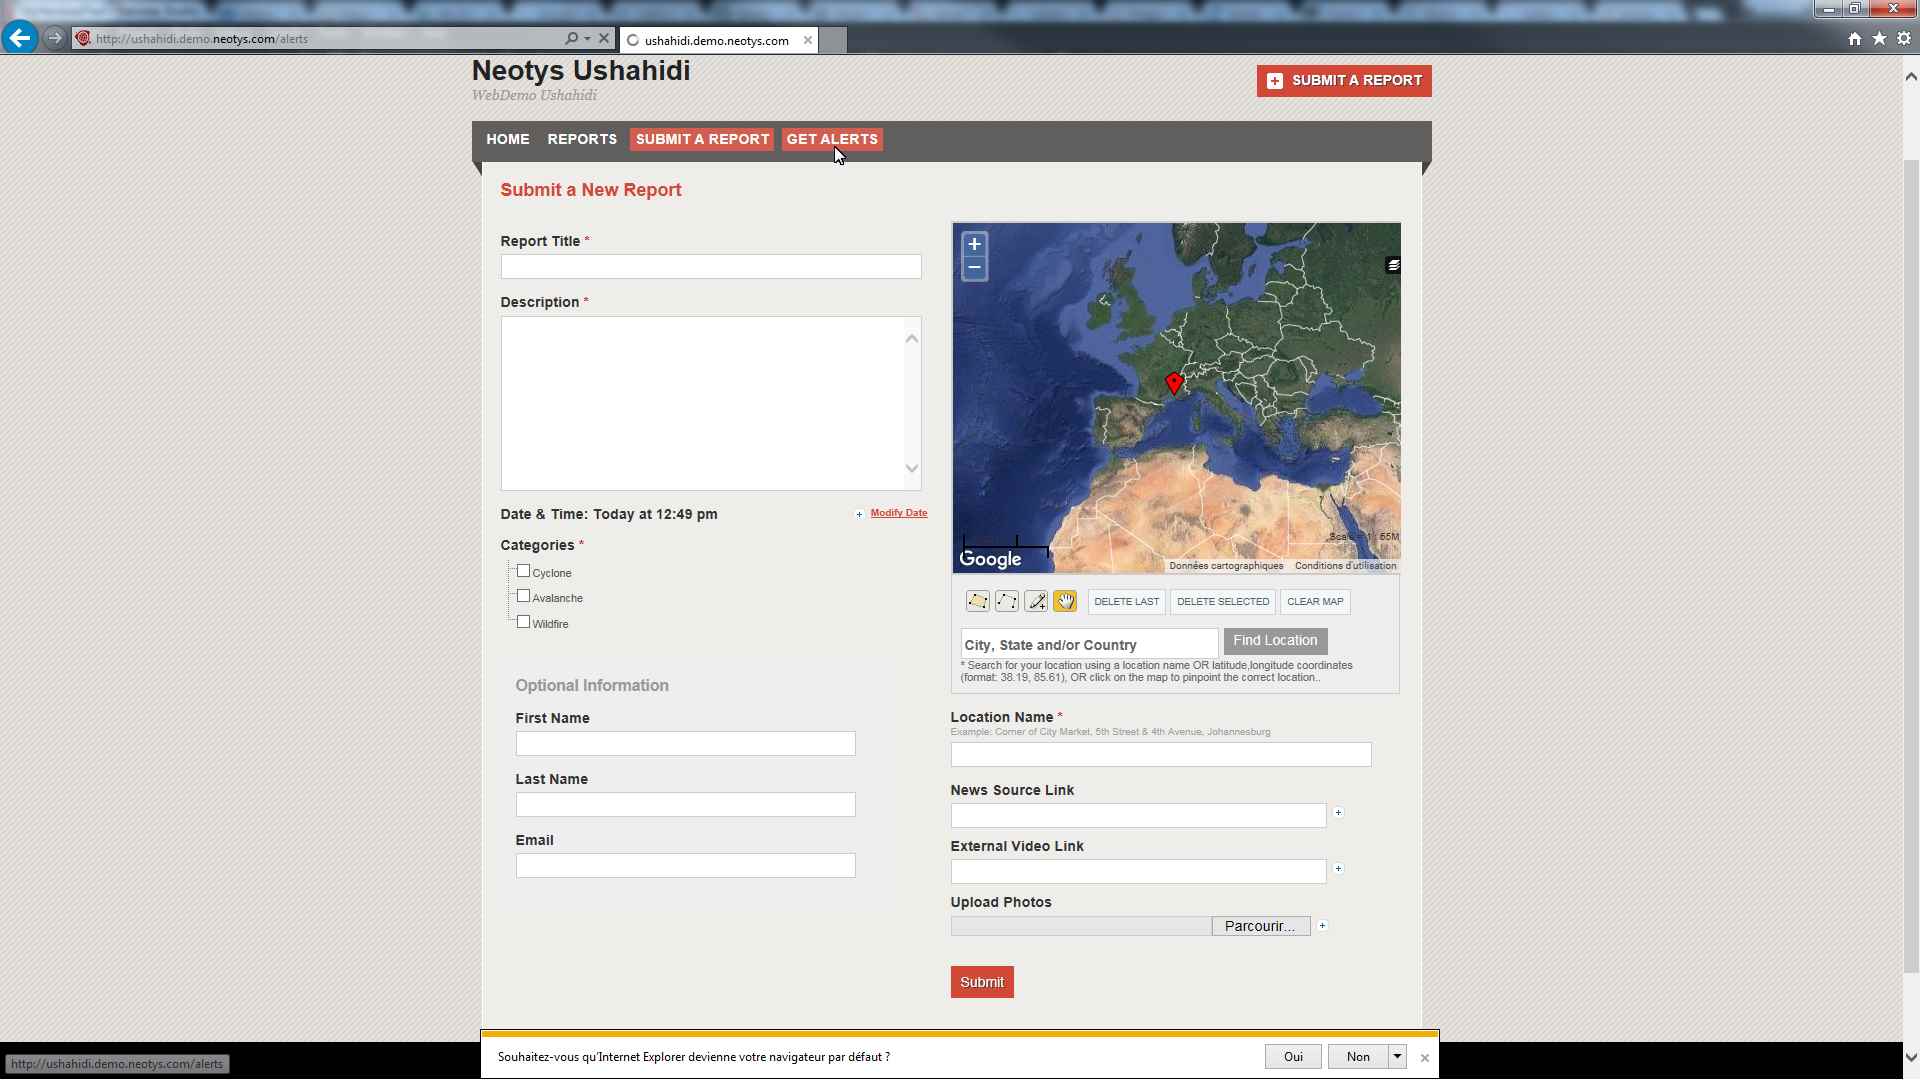 http://ushahidi.demo.neotys.com/alerts
ushahidi.demo.neotys.com
Neotys Ushahidi
WebDemo Ushahidi
SUBMIT A REPORT
HOME REPORTS SUBMIT A REPORT GET ALERTS
Submit a New Report
Report Title *
Description *
Date & Time: Today at 12:49 pm
Modify Date
Categories *
Cyclone
Avalanche
Wildfire
Optional Information
First Name
Last Name
Email
Scale = 1 : 55M
Google
Données cartographiques Conditions d'utilisation
DELETE LAST DELETE SELECTED CLEAR MAP
City, State and/or Country Find Location
* Search for your location using a location name OR latitude,longitude coordinates
(format: 38.19, 85.61), OR click on the map to pinpoint the correct location..
Location Name *
Example: Corner of City Market, 5th Street & 4th Avenue, Johannesburg
News Source Link
External Video Link
Upload Photos
Parcourir...
Submit
Souhaitez-vous qu'Internet Explorer devienne votre navigateur par défaut ? Oui Non
http://ushahidi.demo.neotys.com/alerts